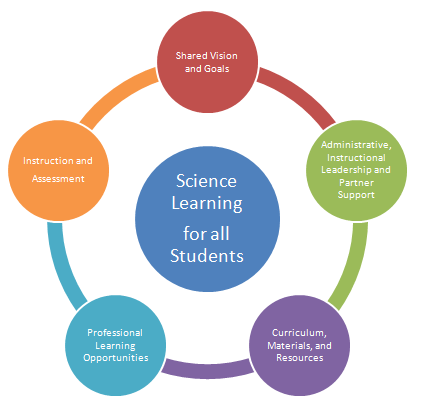 Shared Vision
and Goals
Administrative,
Instructional
Leadership and
Partner
Support
Curriculum,
Materials, and
Resources
Professional
Learning
Opportunities
Instruction and
Assessment
Science
Learning
for all
Students